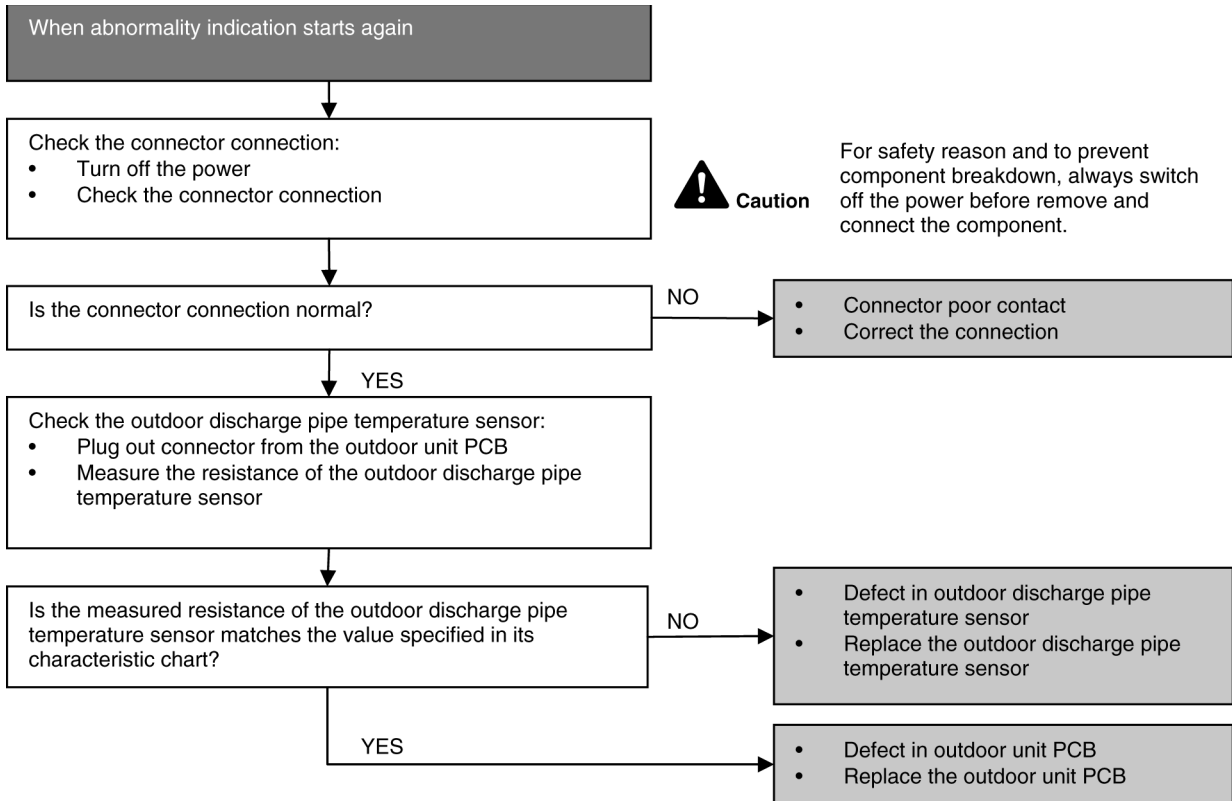 When abnormality indication starts again
Check the connector connection:
• Turn off the power
• Check the connector connection
For safety reason and to prevent
component breakdown, always switch
off the power before remove and
connect the component.
Caution
Is the connector connection normal?
NO
• Connector poor contact
• Correct the connection
YES
Check the outdoor discharge pipe temperature sensor:
• Plug out connector from the outdoor unit PCB
• Measure the resistance of the outdoor discharge pipe
temperature sensor
Is the measured resistance of the outdoor discharge pipe
temperature sensor matches the value specified in its
characteristic chart?
NO
• Defect in outdoor discharge pipe
temperature sensor
• Replace the outdoor discharge pipe
temperature sensor
YES
• Defect in outdoor unit PCB
• Replace the outdoor unit PCB